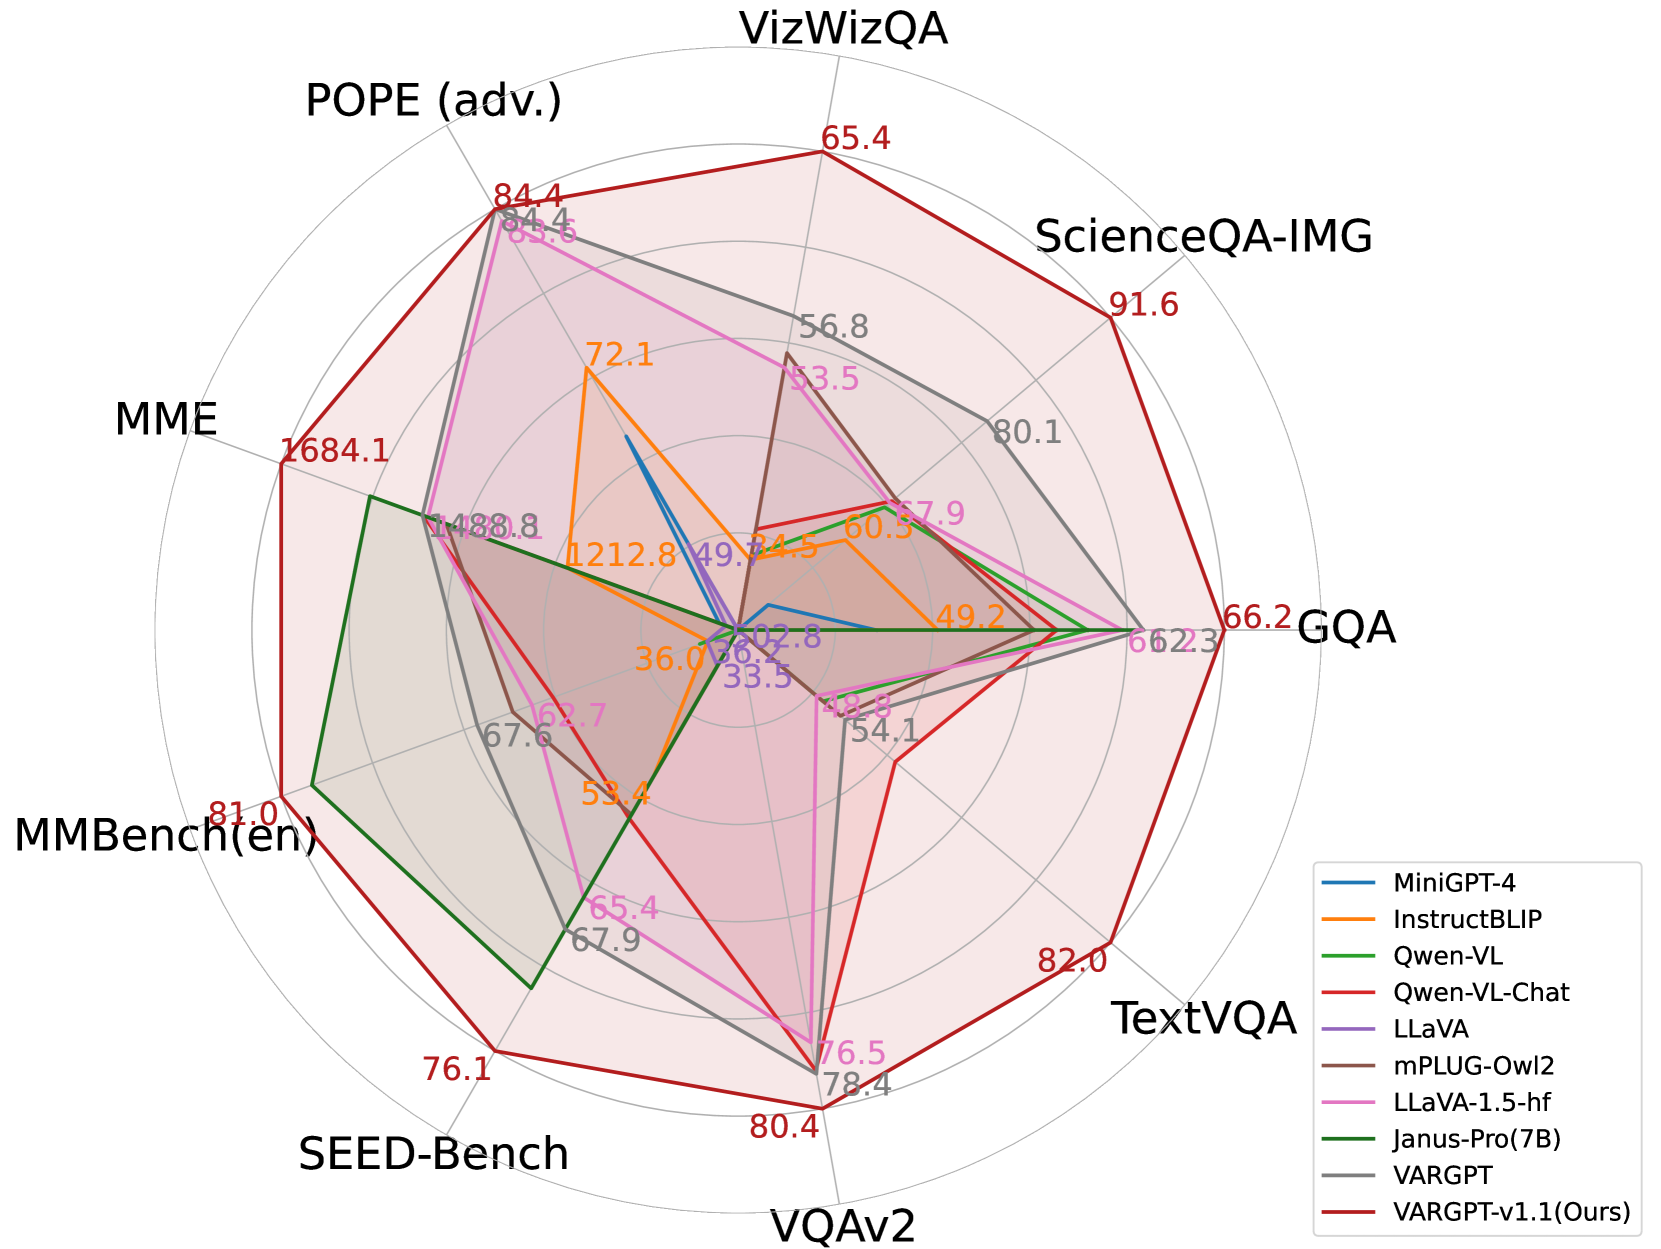 VizWizQA
POPE (adv.)
65.4
84.4
84.4
83.6
ScienceQA-IMG
91.6
56.8
72.1
53.5
80.1
MME
1684.1
1488.8
67.9
60.5
34.5
49.7
1212.8
49.2
66.2
GQA
61.2
62.3
36.0
36.2
33.5
48.8
54.1
62.7
67.6
53.4
81.0
MMBench(en)
65.4
67.9
82.0
TextVQA
76.1
76.5
78.4
80.4
SEED-Bench
VQAv2
MiniGPT-4
InstructBLIP
Qwen-VL
Qwen-VL-Chat
LLaVA
mPLUG-Owl2
LLaVA-1.5-hf
Janus-Pro(7B)
VARGPT
VARGPT-v1.1(Ours)